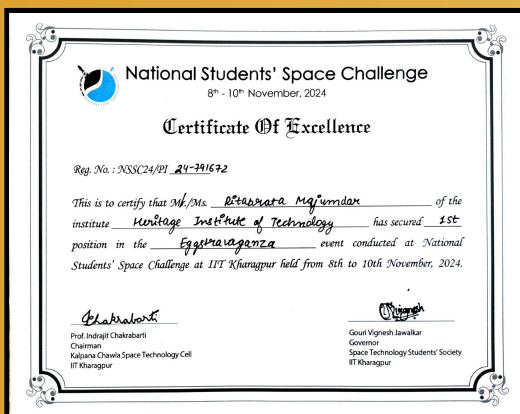 National Students' Space Challenge
8th - 10th November, 2024
Certificate Of Excellence
Reg. No. : NSSC24/PI 24-791672
This is to certify that Mr./Ms. Ritabrata Majumdar of the
institute Heritage Institute of Technology has secured 1st
position in the Eggstravaganza event conducted at National
Students' Space Challenge at IIT Kharagpur held from 8th to 10th November, 2024.
Prof. Indrajit Chakrabarti
Chairman
Kalpana Chawla Space Technology Cell
IIT Kharagpur
Gouri Vignesh Jawalkar
Governor
Space Technology Students' Society
IIT Kharagpur